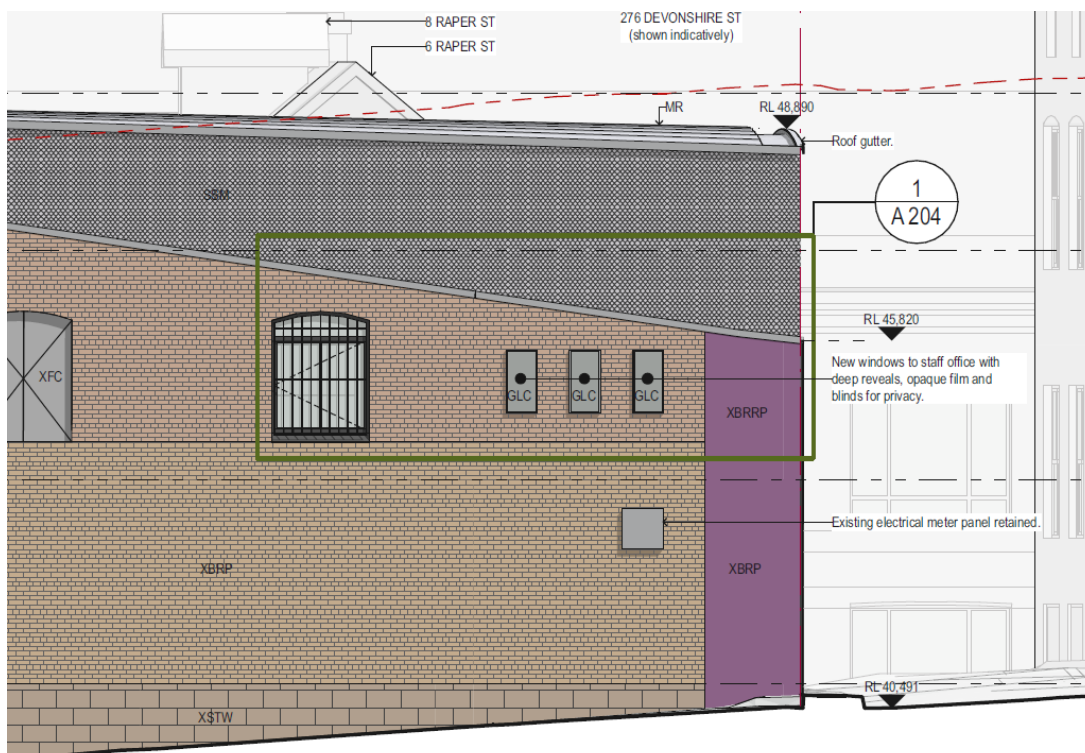 8 RAPER ST
6 RAPER ST
276 DEVONSHIRE ST
(shown indicatively)
MR
RL 48,890
Roof gutter.
SSM
1
A 204
RL 45,820
New windows to staff office with
deep reveals, opaque film and
blinds for privacy.
XFC
GLC
GLC
GLC
XBRRP
Existing electrical meter panel retained.
XBRP
XBRP
RL 40,491
XSTW